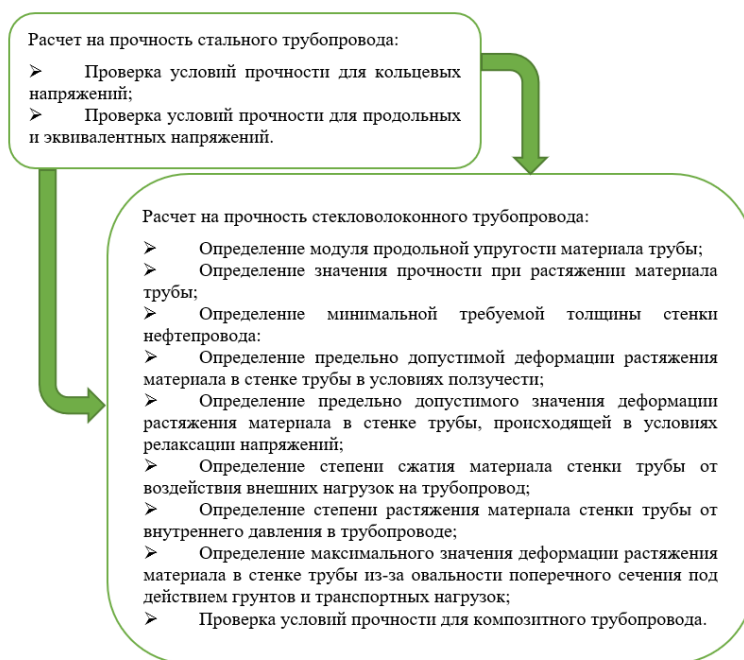 Расчет на прочность стального трубопровода:
➢ Проверка условий прочности для кольцевых
напряжений;
➢ Проверка условий прочности для продольных
и эквивалентных напряжений.
Расчет на прочность стекловолоконного трубопровода:
➢ Определение модуля продольной упругости материала трубы;
➢ Определение значения прочности при растяжении материала
трубы;
➢ Определение минимальной требуемой толщины стенки
нефтепровода:
➢ Определение предельно допустимой деформации растяжения
материала в стенке трубы в условиях ползучести;
➢ Определение предельно допустимого значения деформации
растяжения материала в стенке трубы, происходящей в условиях
релаксации напряжений;
➢ Определение степени сжатия материала стенки трубы от
воздействия внешних нагрузок на трубопровод;
➢ Определение степени растяжения материала стенки трубы от
внутреннего давления в трубопроводе;
➢ Определение максимального значения деформации растяжения
материала в стенке трубы из-за овальности поперечного сечения под
действием грунтов и транспортных нагрузок;
➢ Проверка условий прочности для композитного трубопровода.